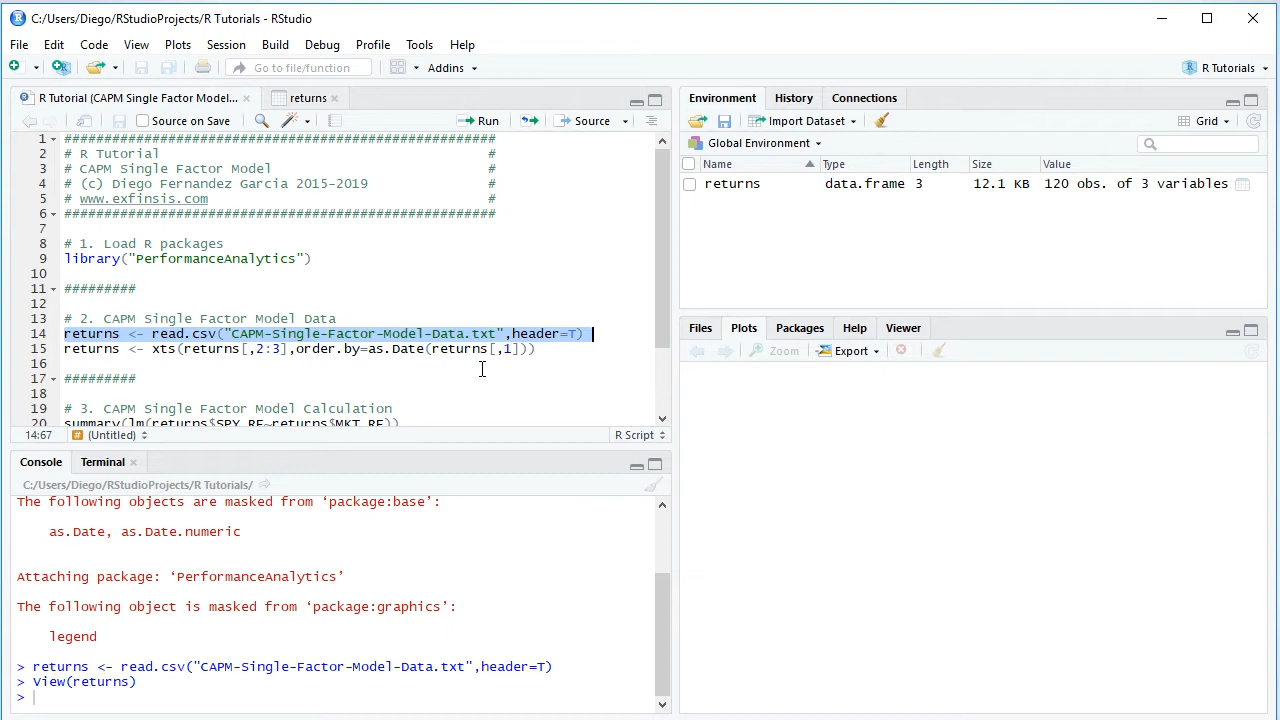 C:/Users/Diego/RStudioProjects/R Tutorials - RStudio
File Edit Code View Plots Session Build Debug Profile Tools Help
Go to file/function Addins R Tutorials
R Tutorial (CAPM Single Factor Model... returns
Source on Save Run Source
1 ######################################################
2 # R Tutorial #
3 # CAPM Single Factor Model #
4 # (c) Diego Fernandez Garcia 2015-2019 #
5 # www.exfinsis.com #
6 ######################################################
7
8 # 1. Load R packages
9 library("PerformanceAnalytics")
10
11 #########
12
13 # 2. CAPM Single Factor Model Data
14 returns <- read.csv("CAPM-Single-Factor-Model-Data.txt",header=T)
15 returns <- xts(returns[,2:3],order.by=as.Date(returns[,1]))
16
17 #########
18
19 # 3. CAPM Single Factor Model Calculation
20 summary(lm(returns$SPY_RF~returns$MKT_RF))
14:67 # (Untitled) R Script
Console Terminal
C:/Users/Diego/RStudioProjects/R Tutorials/
The following objects are masked from ‘package:base’:
as.Date, as.Date.numeric
Attaching package: ‘PerformanceAnalytics’
The following object is masked from ‘package:graphics’:
legend
> returns <- read.csv("CAPM-Single-Factor-Model-Data.txt",header=T)
> View(returns)
>
Environment History Connections
Import Dataset Grid
Global Environment
Name Type Length Size Value
returns data.frame 3 12.1 KB 120 obs. of 3 variables
Files Plots Packages Help Viewer
Zoom Export